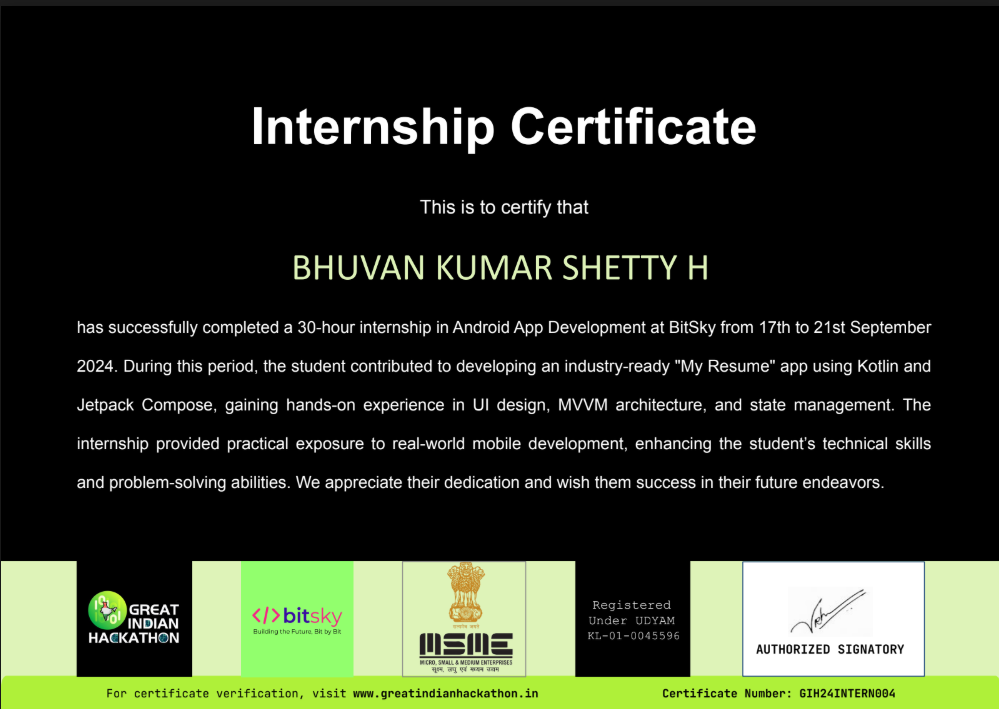 Internship Certificate
This is to certify that
BHUVAN KUMAR SHETTY H
has successfully completed a 30-hour internship in Android App Development at BitSky from 17th to 21st September
2024. During this period, the student contributed to developing an industry-ready "My Resume" app using Kotlin and
Jetpack Compose, gaining hands-on experience in UI design, MVVM architecture, and state management. The
internship provided practical exposure to real-world mobile development, enhancing the student’s technical skills
and problem-solving abilities. We appreciate their dedication and wish them success in their future endeavors.
GREAT
INDIAN
HACKATHON
</>bitsky
Building the Future, Bit by Bit
सत्यमेव जयते
MSME
MICRO, SMALL & MEDIUM ENTERPRISES
सूक्ष्म, लघु एवं मध्यम उद्यम
Registered
Under UDYAM
KL-01-0045596
AUTHORIZED SIGNATORY
For certificate verification, visit www.greatindianhackathon.in
Certificate Number: GIH24INTERN004